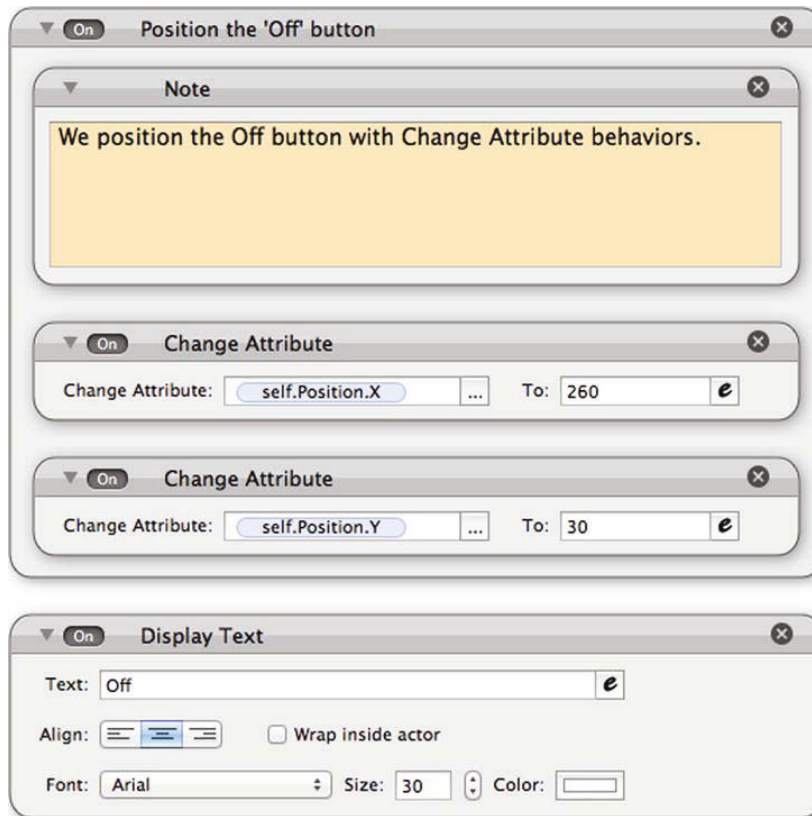 On Position the 'Off' button
Note
We position the Off button with Change Attribute behaviors.
On Change Attribute
Change Attribute: self.Position.X ... To: 260 e
On Change Attribute
Change Attribute: self.Position.Y ... To: 30 e
On Display Text
Text: Off e
Align: Wrap inside actor
Font: Arial Size: 30 Color: